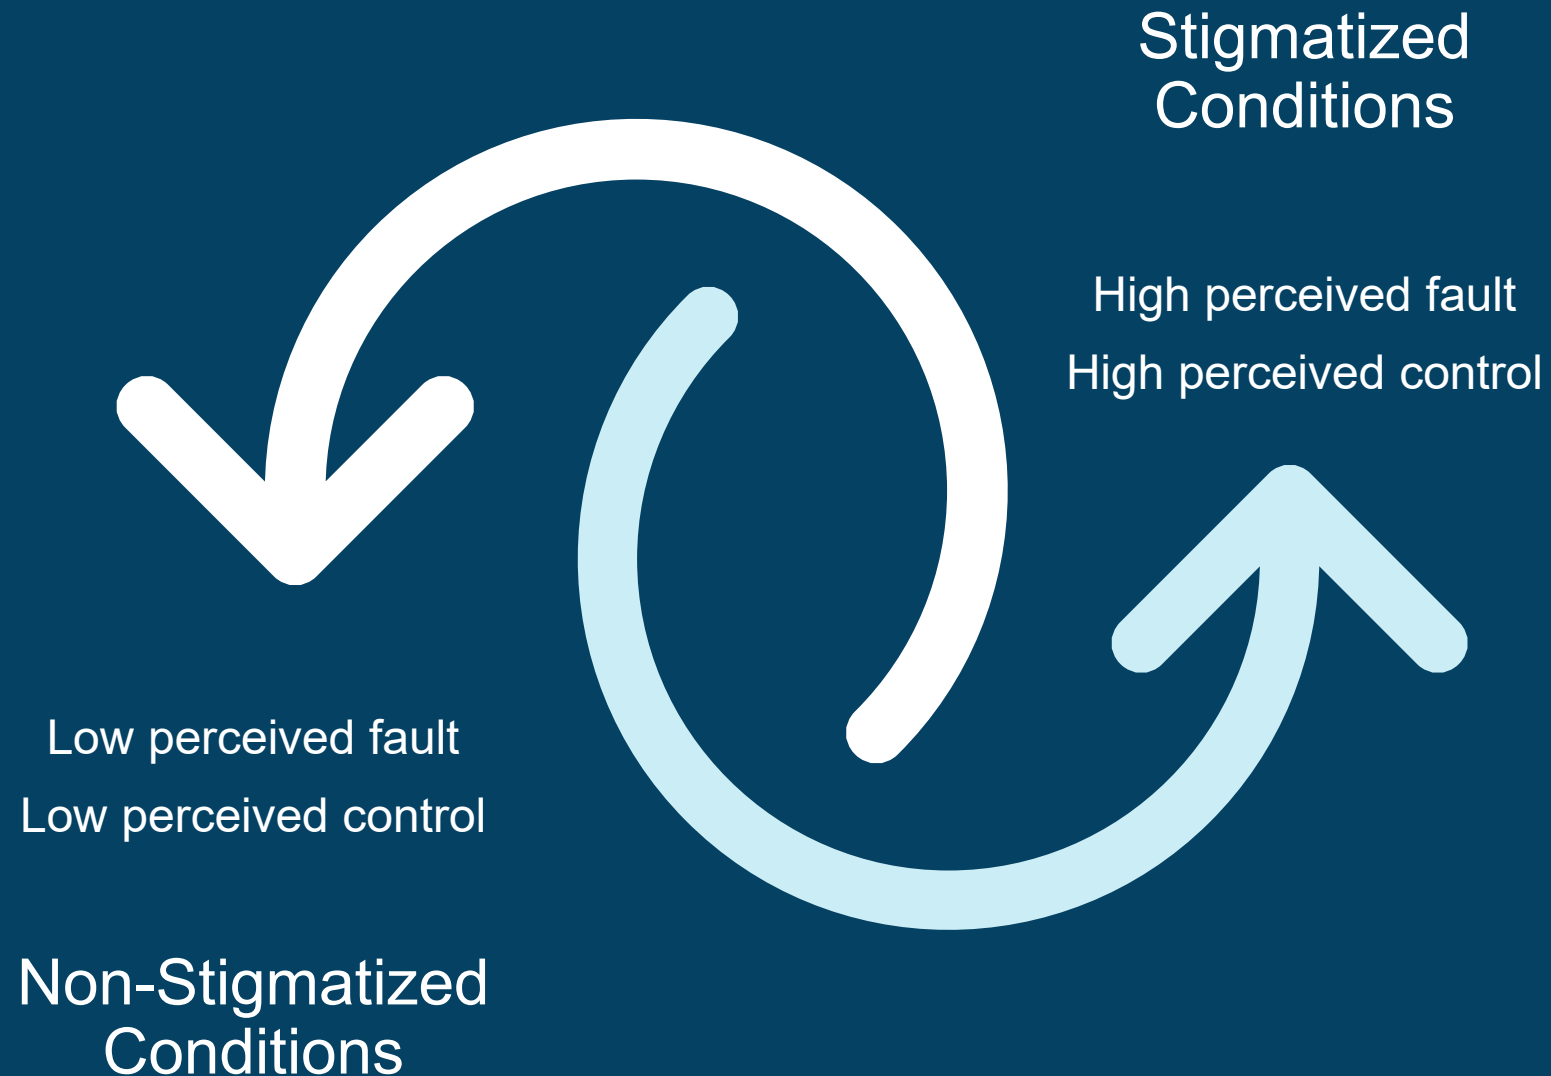 Stigmatized
Conditions
High perceived fault
High perceived control
Low perceived fault
Low perceived control
Non-Stigmatized
Conditions